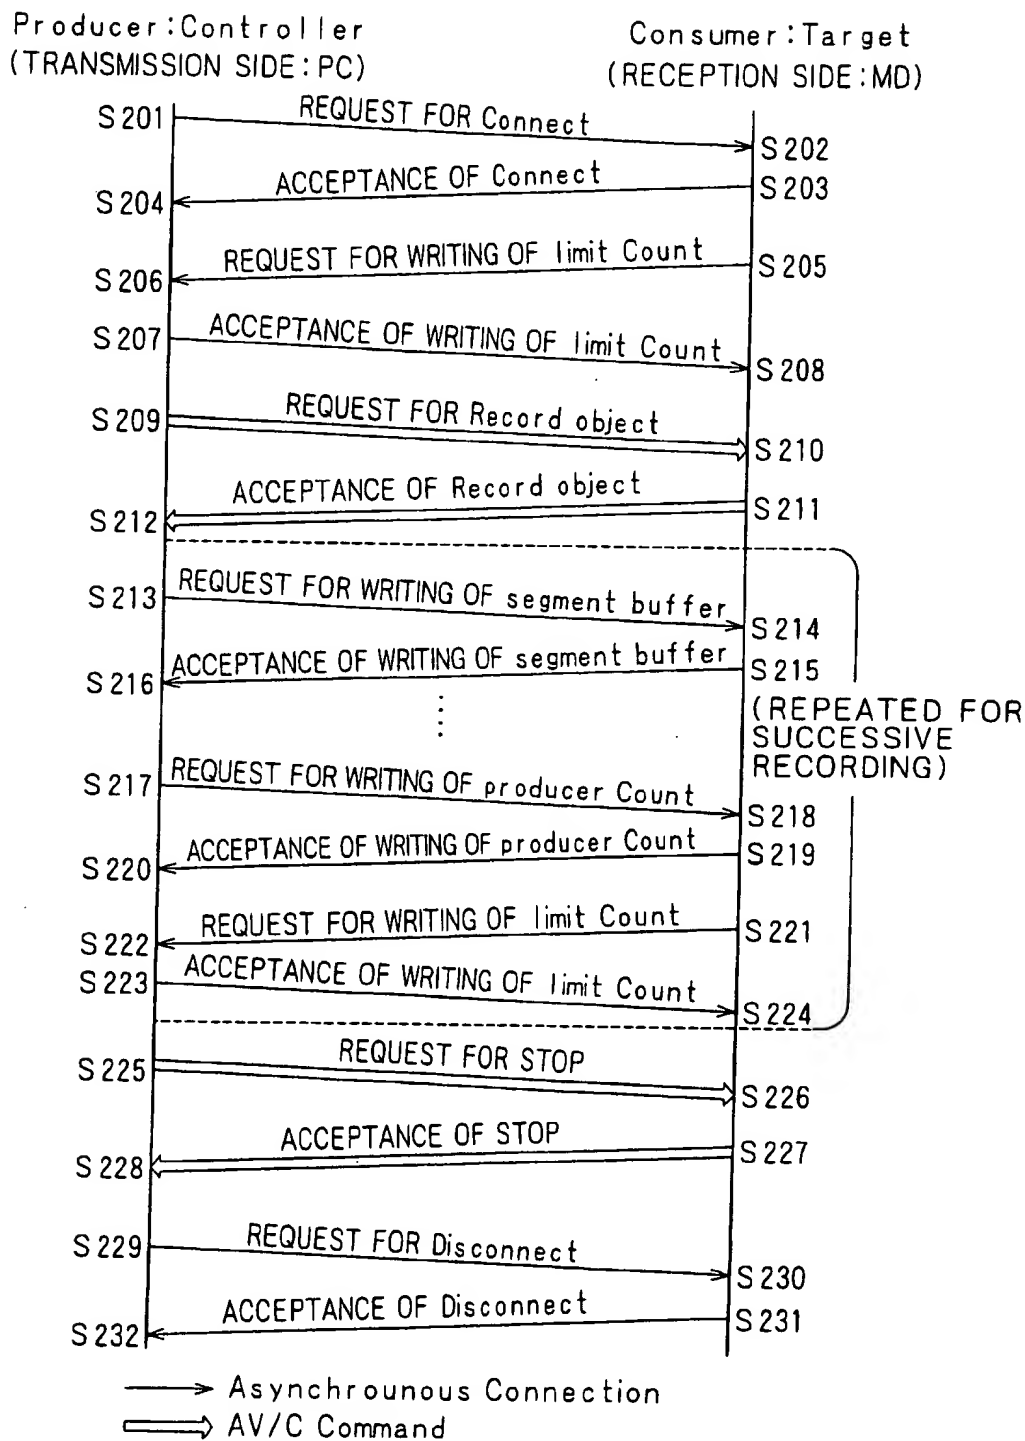 Producer:Controller
(TRANSMISSION SIDE:PC)
Consumer:Target
(RECEPTION SIDE:MD)
S201
REQUEST FOR Connect
S202
ACCEPTANCE OF Connect
S203
S204
REQUEST FOR WRITING OF limit Count
S205
S206
S207
ACCEPTANCE OF WRITING OF limit Count
S208
S209
REQUEST FOR Record object
S210
ACCEPTANCE OF Record object
S211
S212
S213
REQUEST FOR WRITING OF segment buffer
S214
ACCEPTANCE OF WRITING OF segment buffer
S215
S216
(REPEATED FOR
SUCCESSIVE
RECORDING)
S217
REQUEST FOR WRITING OF producer Count
S218
ACCEPTANCE OF WRITING OF producer Count
S219
S220
REQUEST FOR WRITING OF limit Count
S221
S222
S223
ACCEPTANCE OF WRITING OF limit Count
S224
S225
REQUEST FOR STOP
S226
ACCEPTANCE OF STOP
S227
S228
S229
REQUEST FOR Disconnect
S230
ACCEPTANCE OF Disconnect
S231
S232
Asynchrounous Connection
AV/C Command